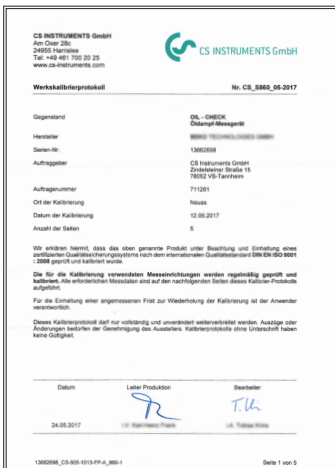 CS INSTRUMENTS GmbH
Am Oxer 28c
24955 Harrislee
Tel: +49 461 700 20 25
www.cs-instruments.com
CS INSTRUMENTS GmbH
Werkskalibrierprotokoll Nr. CS_S860_05-2017
Gegenstand OIL - CHECK
Öldampf-Messgerät
Hersteller
Serien-Nr. 13662698
Auftraggeber CS Instruments GmbH
Zindelsteiner Straße 15
78052 VS-Tannheim
Auftragenummer 711261
Ort der Kalibrierung Neuss
Datum der Kalibrierung 12.05.2017
Anzahl der Seiten 5
Wir erklären hiermit, dass das oben genannte Produkt unter Beachtung und Einhaltung eines
zertifizierten Qualitätssicherungssystems nach dem internationalen Qualitätsstandard DIN EN ISO 9001
: 2008 geprüft und kalibriert wurde.
Die für die Kalibrierung verwendeten Messeinrichtungen werden regelmäßig geprüft und
kalibriert. Alle erforderlichen Messdaten sind auf den nachfolgenden Seiten dieses Kalibrier-Protokolls
aufgeführt.
Für die Einhaltung einer angemessenen Frist zur Wiederholung der Kalibrierung ist der Anwender
verantwortlich.
Dieses Kalibrierprotokoll darf nur vollständig und unverändert weiterverbreitet werden. Auszüge oder
Änderungen bedürfen der Genehmigung des Ausstellers. Kalibrierprotokolle ohne Unterschrift haben
keine Gültigkeit.
Datum Leiter Produktion Bearbeiter
24.05.2017
13662698_CS-505-1013-FP-A_860-1 Seite 1 von 5